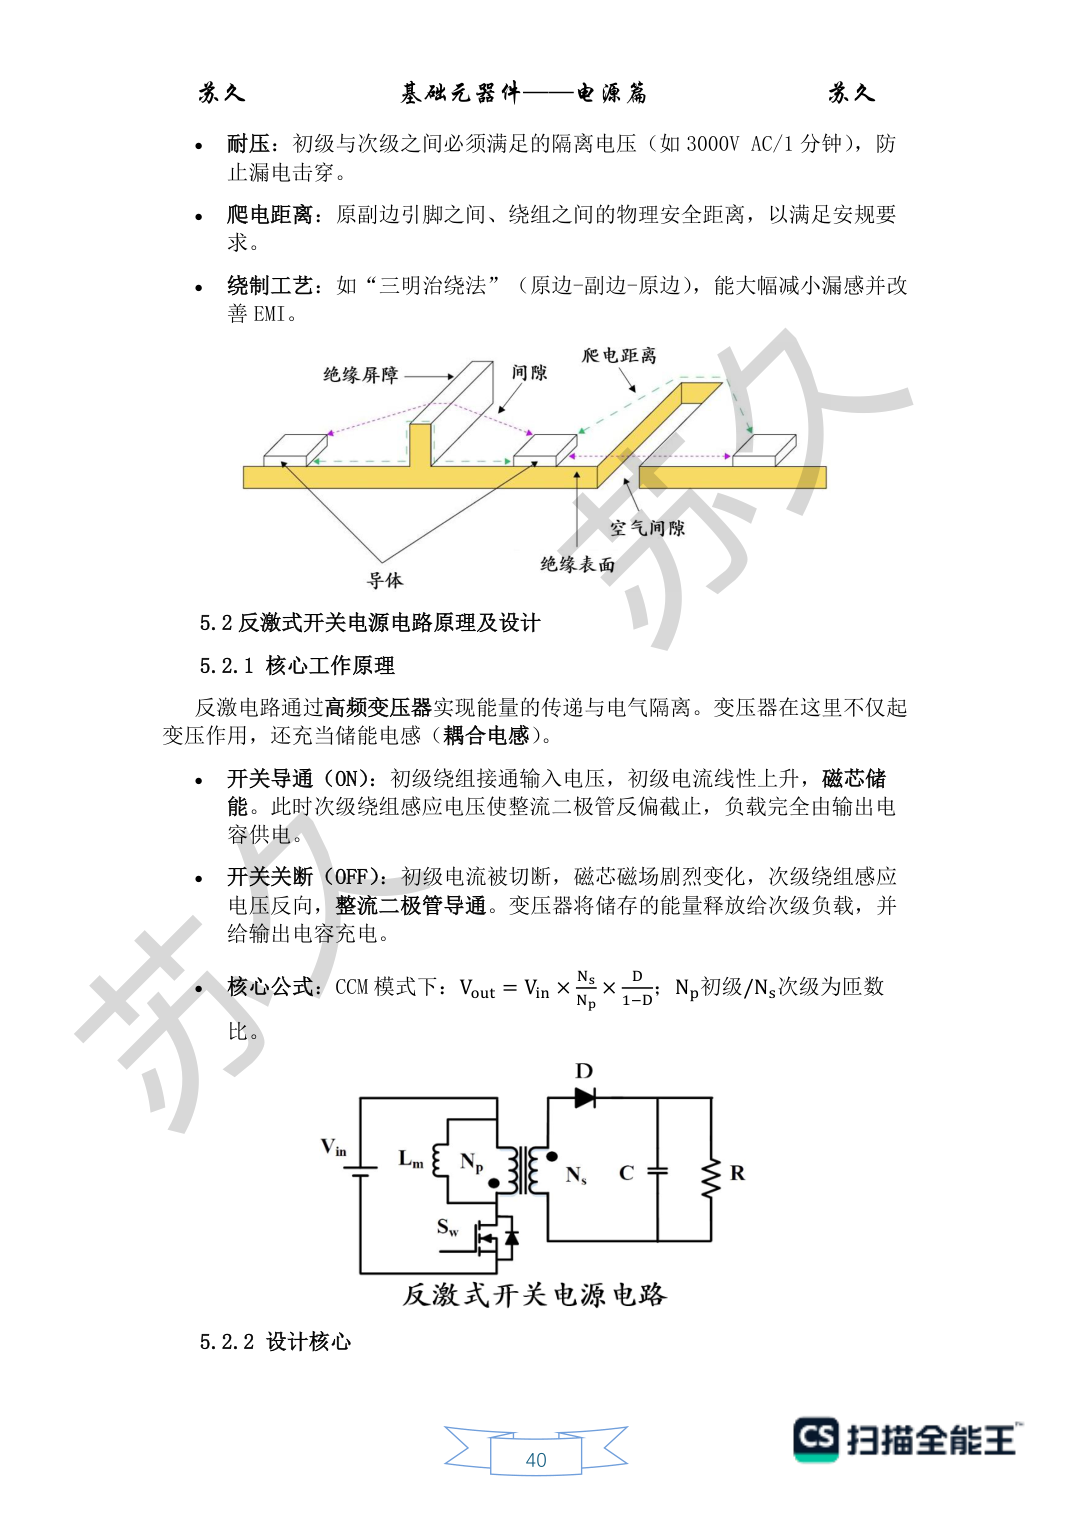 苏久 基础元器件——电源篇 苏久
• 耐压：初级与次级之间必须满足的隔离电压（如 3000V AC/1 分钟），防
止漏电击穿。
• 爬电距离：原副边引脚之间、绕组之间的物理安全距离，以满足安规要
求。
• 绕制工艺：如“三明治绕法”（原边-副边-原边），能大幅减小漏感并改
善 EMI。
爬电距离
绝缘屏障
间隙
空气间隙
绝缘表面
导体
5.2 反激式开关电源电路原理及设计
5.2.1 核心工作原理
反激电路通过高频变压器实现能量的传递与电气隔离。变压器在这里不仅起
变压作用，还充当储能电感（耦合电感）。
• 开关导通（ON）：初级绕组接通输入电压，初级电流线性上升，磁芯储
能。此时次级绕组感应电压使整流二极管反偏截止，负载完全由输出电
容供电。
• 开关关断（OFF）：初级电流被切断，磁芯磁场剧烈变化，次级绕组感应
电压反向，整流二极管导通。变压器将储存的能量释放给次级负载，并
给输出电容充电。
• 核心公式：CCM 模式下：V_out = V_in × N_s/N_p × D/(1−D)；N_p初级/N_s次级为匝数
比。
D
V_in
L_m
N_p
N_s
C
R
S_w
反激式开关电源电路
5.2.2 设计核心
40
CS 扫描全能王™
苏久
苏久